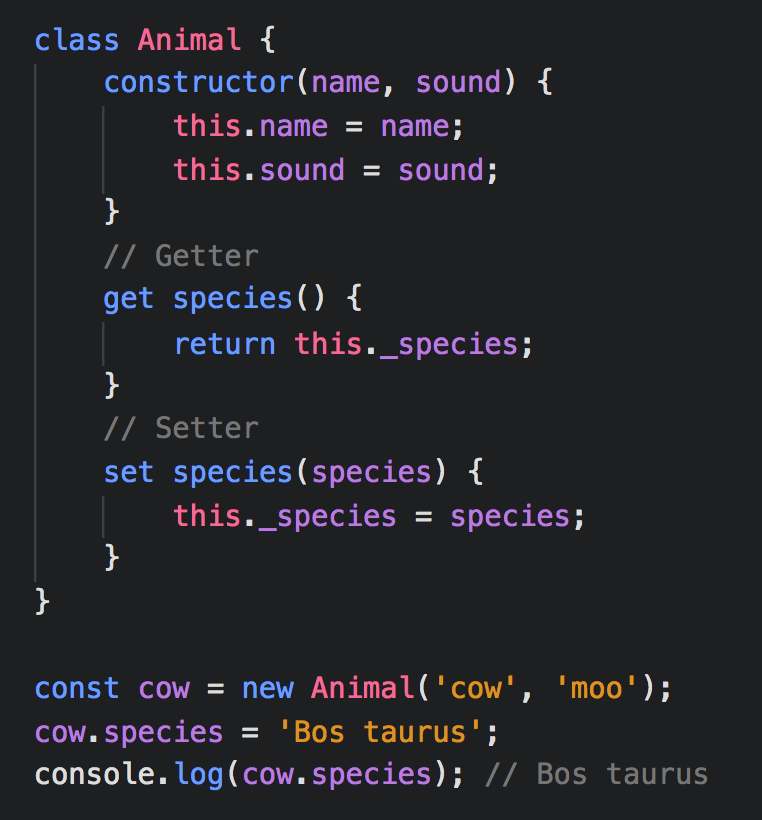 class Animal {
    constructor(name, sound) {
        this.name = name;
        this.sound = sound;
    }
    // Getter
    get species() {
        return this._species;
    }
    // Setter
    set species(species) {
        this._species = species;
    }
}

const cow = new Animal('cow', 'moo');
cow.species = 'Bos taurus';
console.log(cow.species); // Bos taurus